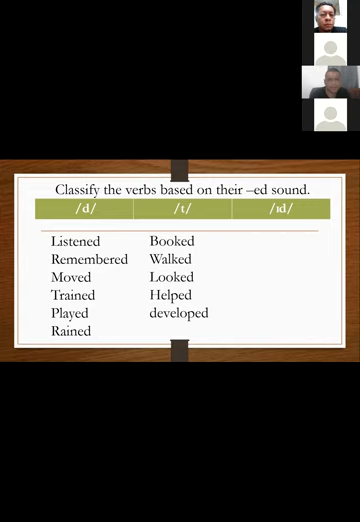 Classify the verbs based on their –ed sound.
/d/ /t/ /ɪd/
Listened Booked
Remembered Walked
Moved Looked
Trained Helped
Played developed
Rained